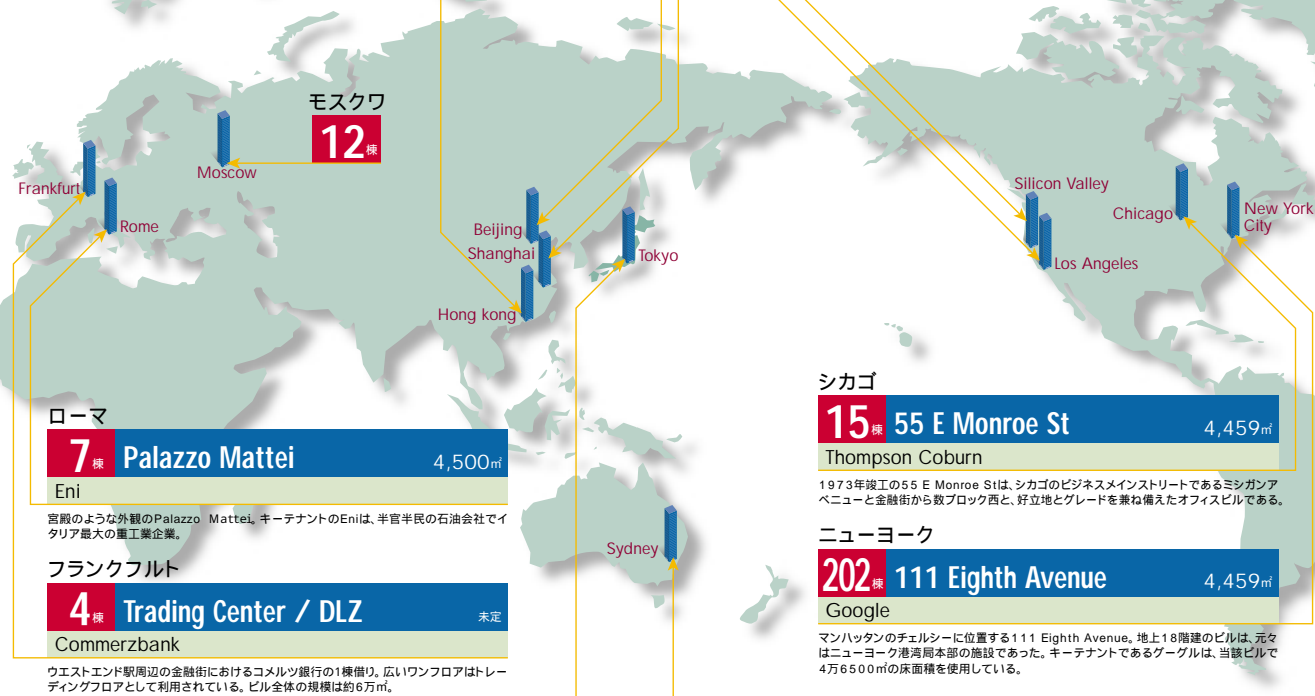 モスクワ
12棟
Moscow
Frankfurt
Rome
Beijing
Shanghai
Hong kong
Tokyo
Sydney
Silicon Valley
Los Angeles
Chicago
New York
City
ローマ
7棟 Palazzo Mattei 4,500㎡
Eni
宮殿のような外観のPalazzo Mattei。キーテナントのEniは、半官半民の石油会社でイ
タリア最大の重工業企業。
フランクフルト
4棟 Trading Center / DLZ 未定
Commerzbank
ウエストエンド駅周辺の金融街におけるコメルツ銀行の1棟借り。広いワンフロアはトレー
ディングフロアとして利用されている。ビル全体の規模は約6万㎡。
シカゴ
15棟 55 E Monroe St 4,459㎡
Thompson Coburn
1973年竣工の55 E Monroe Stは、シカゴのビジネスメインストリートであるミシガンア
ベニューと金融街から数ブロック西と、好立地とグレードを兼ね備えたオフィスビルである。
ニューヨーク
202棟 111 Eighth Avenue 4,459㎡
Google
マンハッタンのチェルシーに位置する111 Eighth Avenue。地上18階建のビルは、元々
はニューヨーク港湾局本部の施設であった。キーテナントであるグーグルは、当該ビルで
4万6500㎡の床面積を使用している。